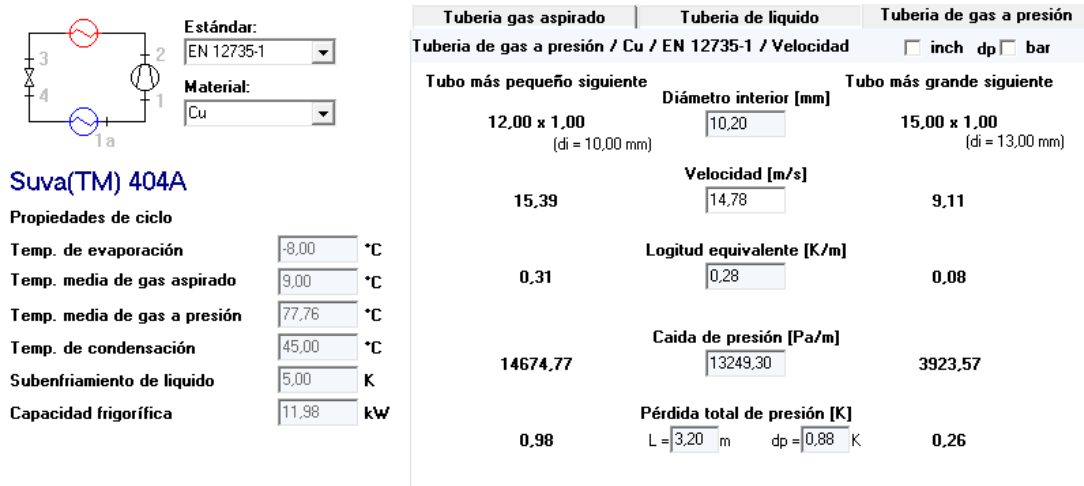 Estándar:
EN 12735-1
Material:
Cu
3
2
4
1
1a
Suva(TM) 404A
Propiedades de ciclo
Temp. de evaporación -8,00 °C
Temp. media de gas aspirado 9,00 °C
Temp. media de gas a presión 77,76 °C
Temp. de condensación 45,00 °C
Subenfriamiento de liquido 5,00 K
Capacidad frigorífica 11,98 kW
Tuberia gas aspirado Tuberia de liquido Tuberia de gas a presión
Tuberia de gas a presión / Cu / EN 12735-1 / Velocidad inch dp bar
Tubo más pequeño siguiente Tubo más grande siguiente
Diámetro interior [mm]
12,00 x 1,00 10,20 15,00 x 1,00
(di = 10,00 mm) (di = 13,00 mm)
Velocidad [m/s]
15,39 14,78 9,11
Logitud equivalente [K/m]
0,31 0,28 0,08
Caida de presión [Pa/m]
14674,77 13249,30 3923,57
Pérdida total de presión [K]
0,98 L = 3,20 m dp = 0,88 K 0,26